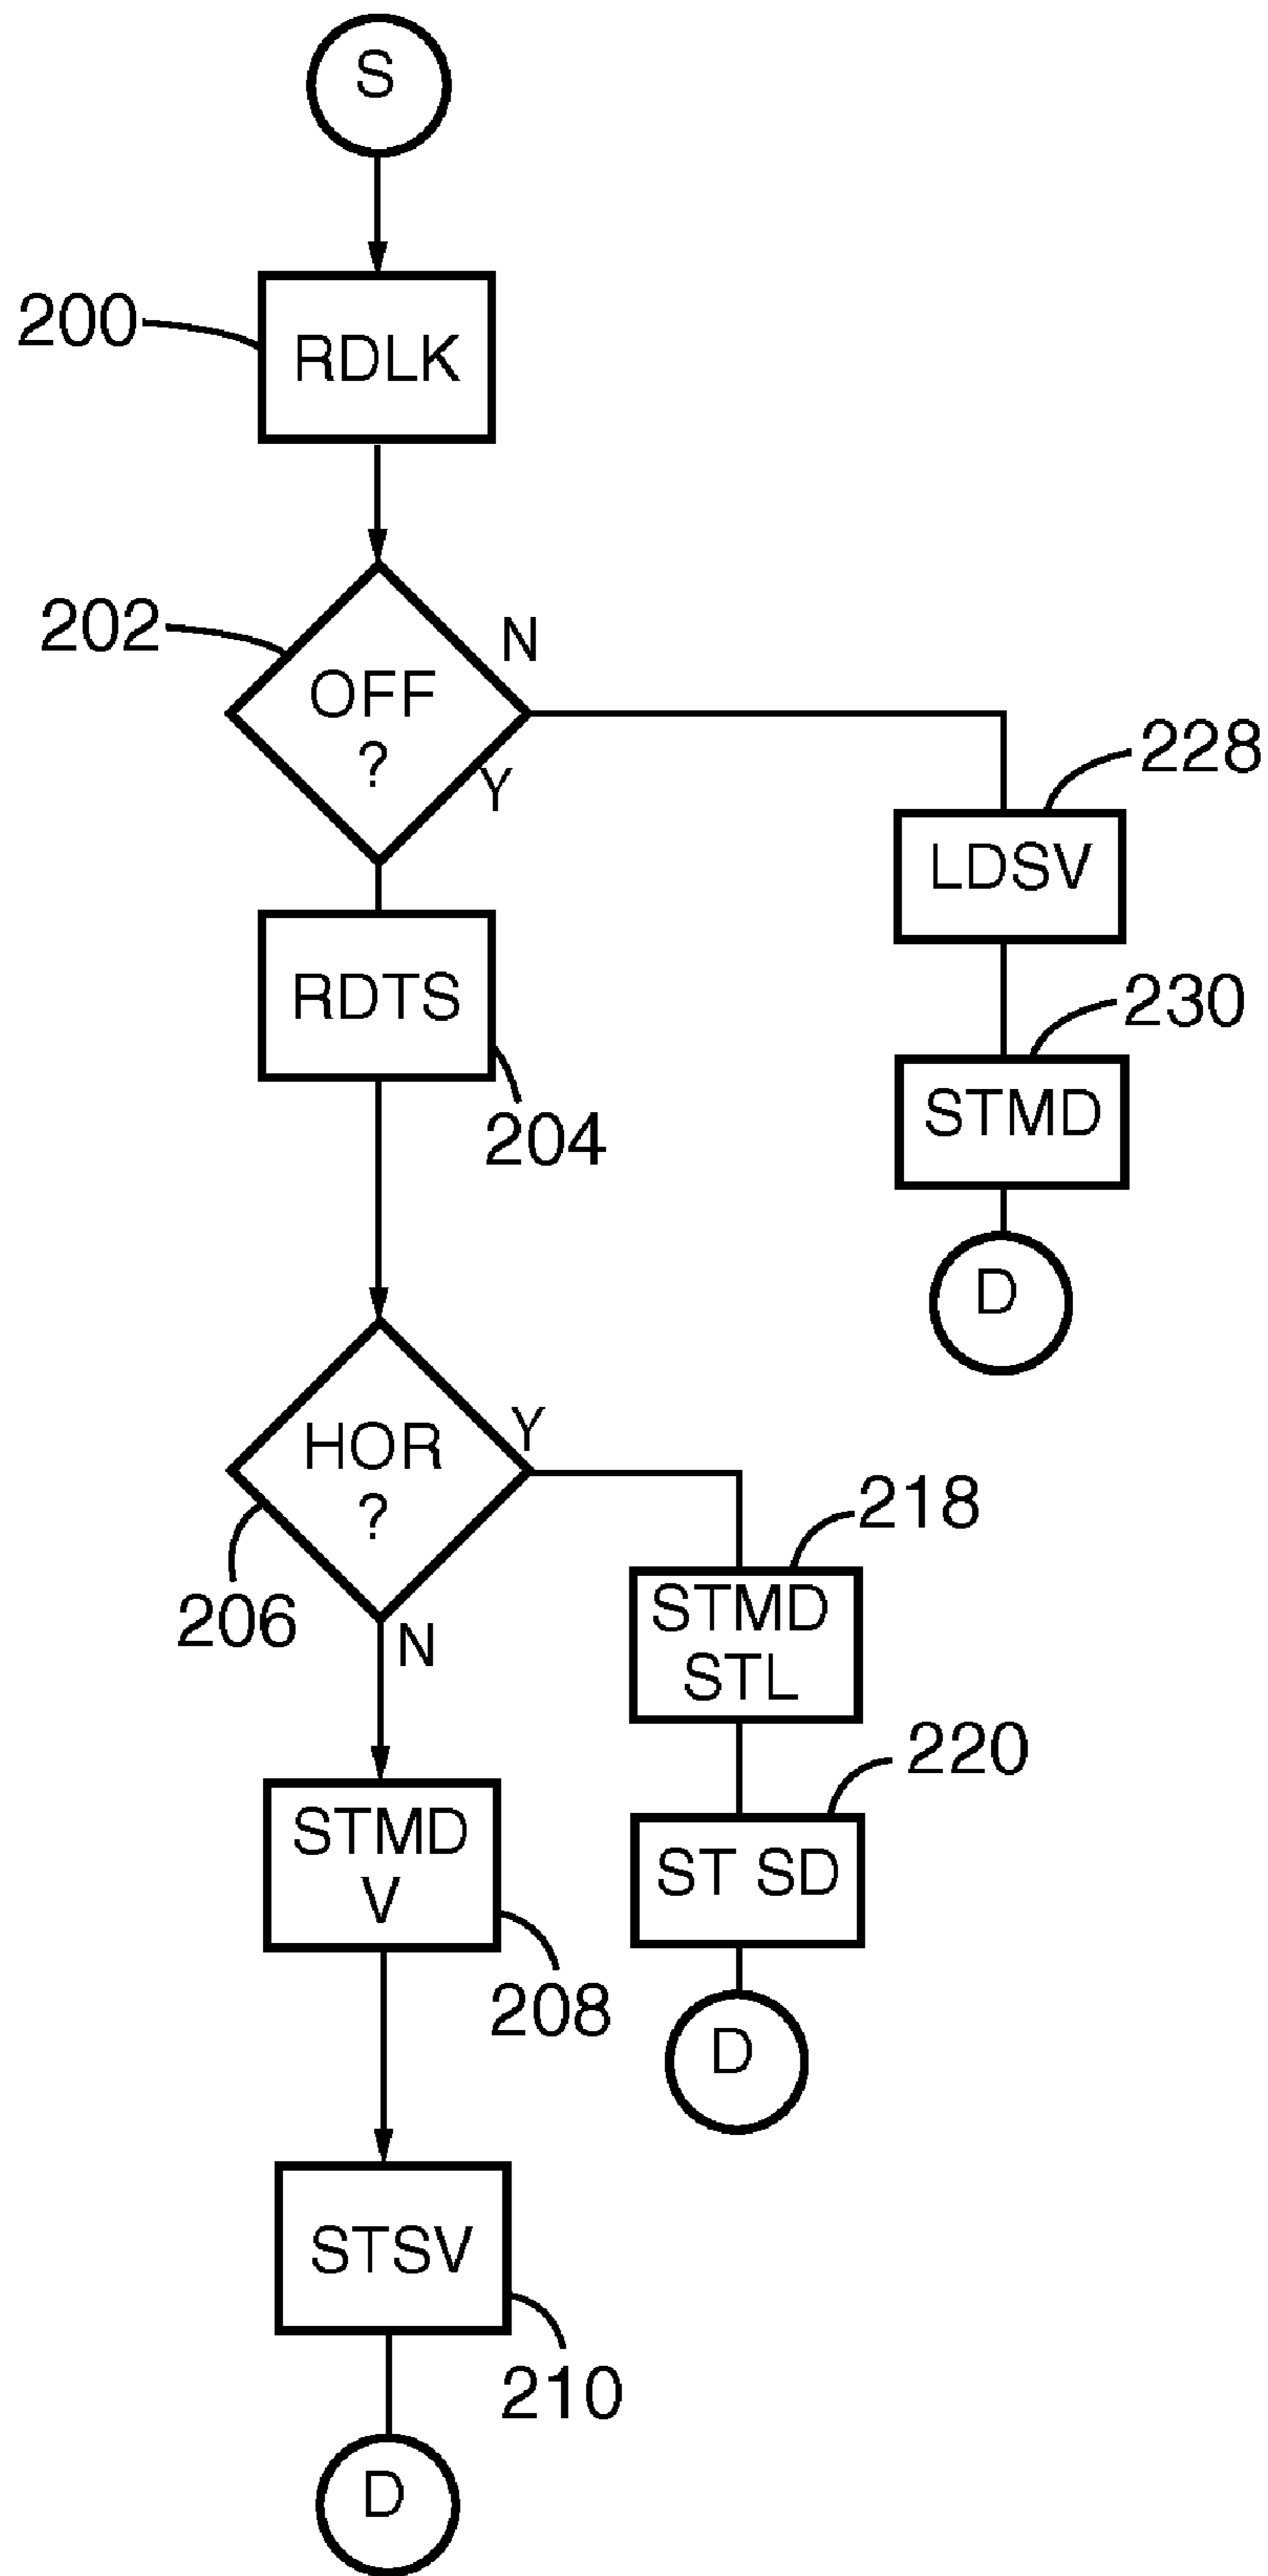 S
200
RDLK
202
OFF
?
N
Y
228
LDSV
RDTS
204
230
STMD
D
HOR
?
Y
206
N
218
STMD
STL
220
ST SD
D
STMD
V
208
STSV
210
D